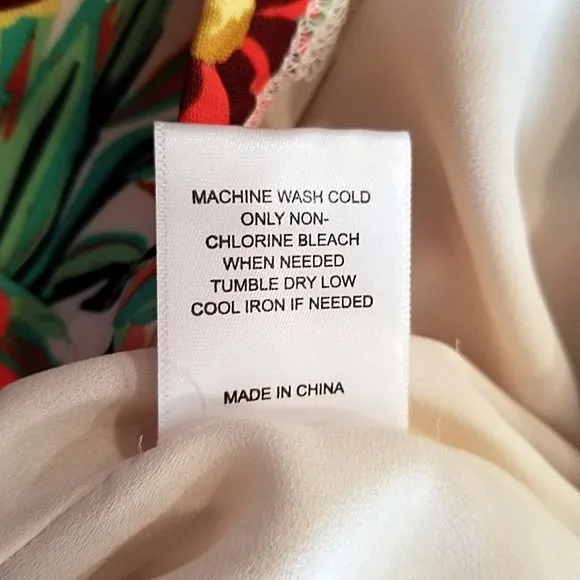 MACHINE WASH COLD
ONLY NON-
CHLORINE BLEACH
WHEN NEEDED
TUMBLE DRY LOW
COOL IRON IF NEEDED
MADE IN CHINA